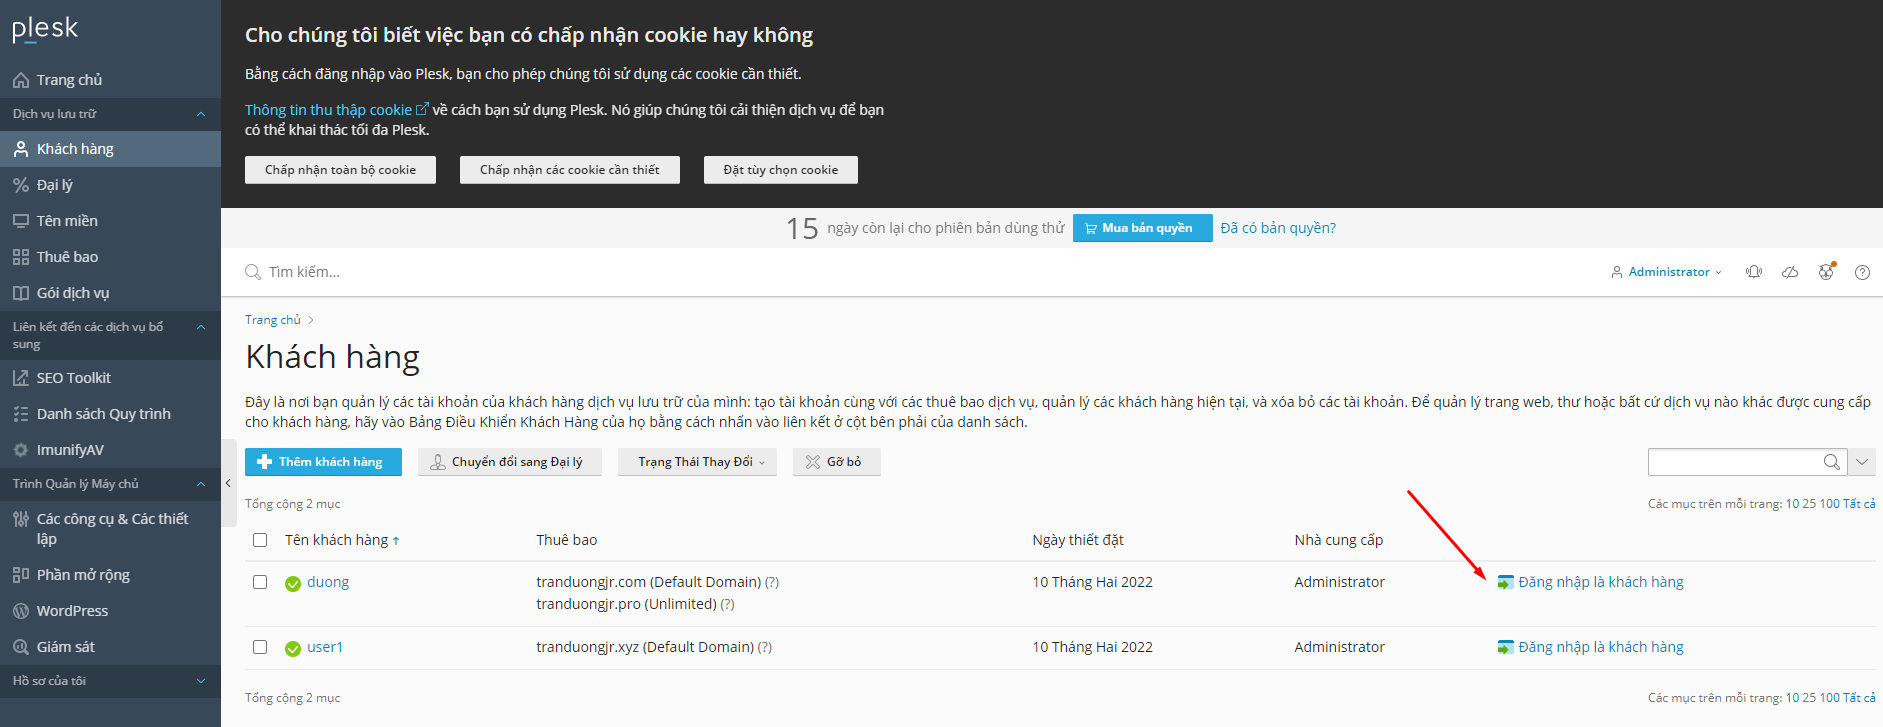 plesk
Trang chủ
Dịch vụ lưu trữ
Khách hàng
Đại lý
Tên miền
Thuê bao
Gói dịch vụ
Liên kết đến các dịch vụ bổ
sung
SEO Toolkit
Danh sách Quy trình
ImunifyAV
Trình Quản lý Máy chủ
Các công cụ & Các thiết
lập
Phần mở rộng
WordPress
Giám sát
Hồ sơ của tôi
Cho chúng tôi biết việc bạn có chấp nhận cookie hay không
Bằng cách đăng nhập vào Plesk, bạn cho phép chúng tôi sử dụng các cookie cần thiết.
Thông tin thu thập cookie về cách bạn sử dụng Plesk. Nó giúp chúng tôi cải thiện dịch vụ để bạn
có thể khai thác tối đa Plesk.
Chấp nhận toàn bộ cookie Chấp nhận các cookie cần thiết Đặt tùy chọn cookie
15 ngày còn lại cho phiên bản dùng thử Mua bản quyền Đã có bản quyền?
Tìm kiếm... Administrator
Trang chủ
Khách hàng
Đây là nơi bạn quản lý các tài khoản của khách hàng dịch vụ lưu trữ của mình: tạo tài khoản cùng với các thuê bao dịch vụ, quản lý các khách hàng hiện tại, và xóa bỏ các tài khoản. Để quản lý trang web, thư hoặc bất cứ dịch vụ nào khác được cung cấp
cho khách hàng, hãy vào Bảng Điều Khiển Khách Hàng của họ bằng cách nhấn vào liên kết ở cột bên phải của danh sách.
Thêm khách hàng Chuyển đổi sang Đại lý Trạng Thái Thay Đổi Gỡ bỏ
Tổng cộng 2 mục Các mục trên mỗi trang: 10 25 100 Tất cả
Tên khách hàng ↑ Thuê bao Ngày thiết đặt Nhà cung cấp
duong tranduongjr.com (Default Domain) (?) 10 Tháng Hai 2022 Administrator Đăng nhập là khách hàng
tranduongjr.pro (Unlimited) (?)
user1 tranduongjr.xyz (Default Domain) (?) 10 Tháng Hai 2022 Administrator Đăng nhập là khách hàng
Tổng cộng 2 mục Các mục trên mỗi trang: 10 25 100 Tất cả